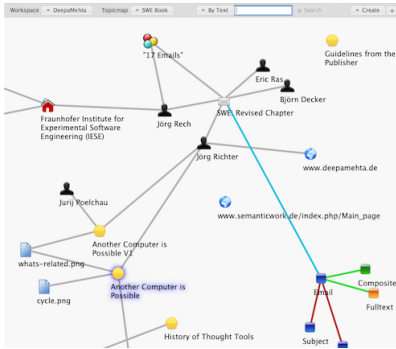 Workspace DeepaMehta Topicmap SWE Book By Text Search Create
"17 Emails"
Guidelines from the
Publisher
Eric Ras
Björn Decker
SWE: Revised Chapter
Fraunhofer Institute for
Experimental Software
Engineering (IESE)
Jörg Rech
Jörg Richter
www.deepamehta.de
Jurij Poelchau
www.semanticwork.de/index.php/Main_page
Another Computer is
Possible V1
whats-related.png
Another Computer is
Possible
cycle.png
Email
Composite
Fulltext
History of Thought Tools
Subject